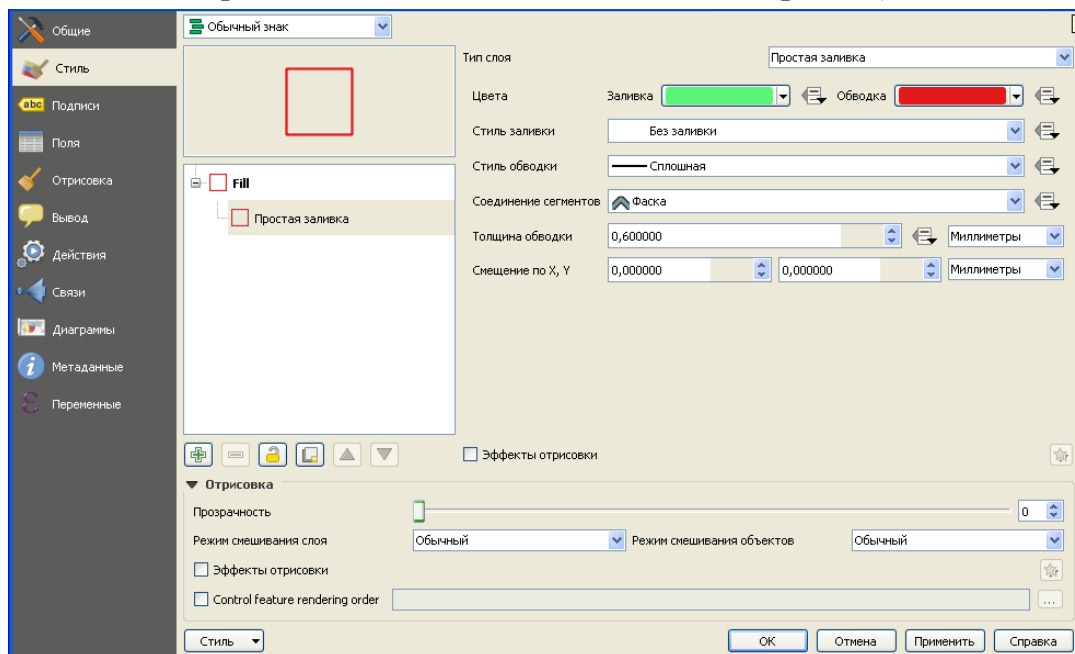 Общие
Стиль
Подписи
Поля
Отрисовка
Вывод
Действия
Связи
Диаграммы
Метаданные
Переменные
Обычный знак
Fill
Простая заливка
Тип слоя Простая заливка
Цвета Заливка Обводка
Стиль заливки Без заливки
Стиль обводки Сплошная
Соединение сегментов Фаска
Толщина обводки 0,600000 Миллиметры
Смещение по X, Y 0,000000 0,000000 Миллиметры
Эффекты отрисовки
Отрисовка
Прозрачность 0
Режим смешивания слоя Обычный Режим смешивания объектов Обычный
Эффекты отрисовки
Control feature rendering order ...
Стиль OK Отмена Применить Справка